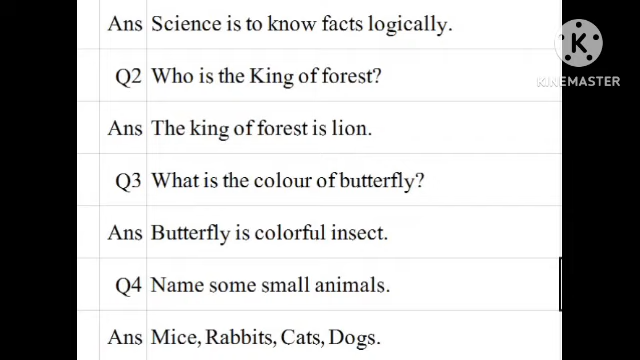 Ans Science is to know facts logically.
Q2 Who is the King of forest?
Ans The king of forest is lion.
Q3 What is the colour of butterfly?
Ans Butterfly is colorful insect.
Q4 Name some small animals.
Ans Mice, Rabbits, Cats, Dogs.
K
KINEMASTER